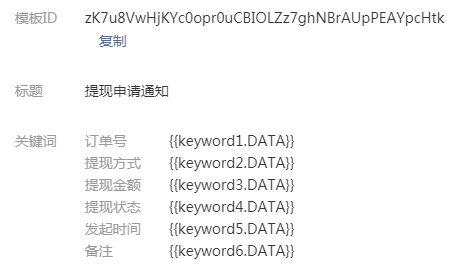 模板ID zK7u8VwHjKYc0opr0uCBIOLZz7ghNBrAUpPEAYpcHtk
复制
标题 提现申请通知
关键词 订单号 {{keyword1.DATA}}
提现方式 {{keyword2.DATA}}
提现金额 {{keyword3.DATA}}
提现状态 {{keyword4.DATA}}
发起时间 {{keyword5.DATA}}
备注 {{keyword6.DATA}}